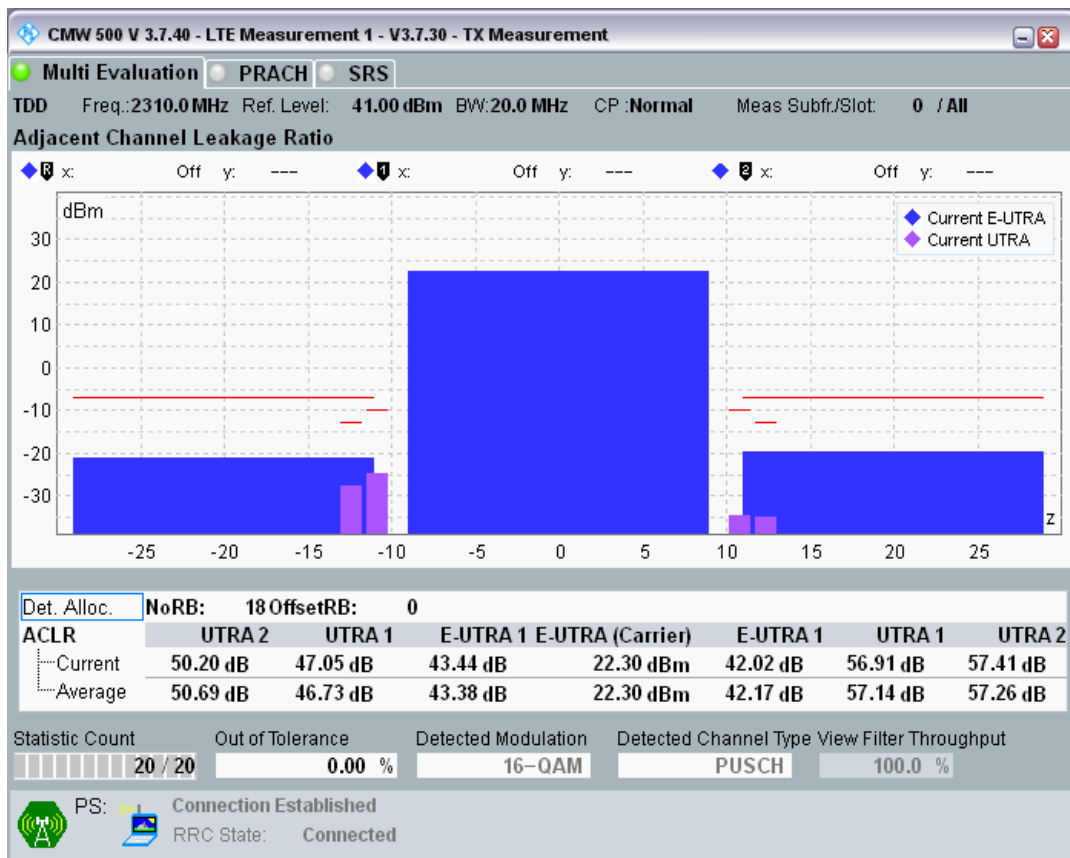 CMW 500 V 3.7.40 - LTE Measurement 1 - V3.7.30 - TX Measurement
Multi Evaluation PRACH SRS
TDD Freq.:2310.0 MHz Ref. Level: 41.00 dBm BW:20.0 MHz CP :Normal Meas Subfr./Slot: 0 / All
Adjacent Channel Leakage Ratio
R x: Off y: --- 1 x: Off y: --- 2 x: Off y: ---
dBm
Current E-UTRA
Current UTRA
30
20
10
0
-10
-20
-30
z
-25 -20 -15 -10 -5 0 5 10 15 20 25
Det. Alloc. NoRB: 18 OffsetRB: 0
ACLR UTRA 2 UTRA 1 E-UTRA 1 E-UTRA (Carrier) E-UTRA 1 UTRA 1 UTRA 2
Current 50.20 dB 47.05 dB 43.44 dB 22.30 dBm 42.02 dB 56.91 dB 57.41 dB
Average 50.69 dB 46.73 dB 43.38 dB 22.30 dBm 42.17 dB 57.14 dB 57.26 dB
Statistic Count Out of Tolerance Detected Modulation Detected Channel Type View Filter Throughput
20 / 20 0.00 % 16-QAM PUSCH 100.0 %
PS: Connection Established
RRC State: Connected